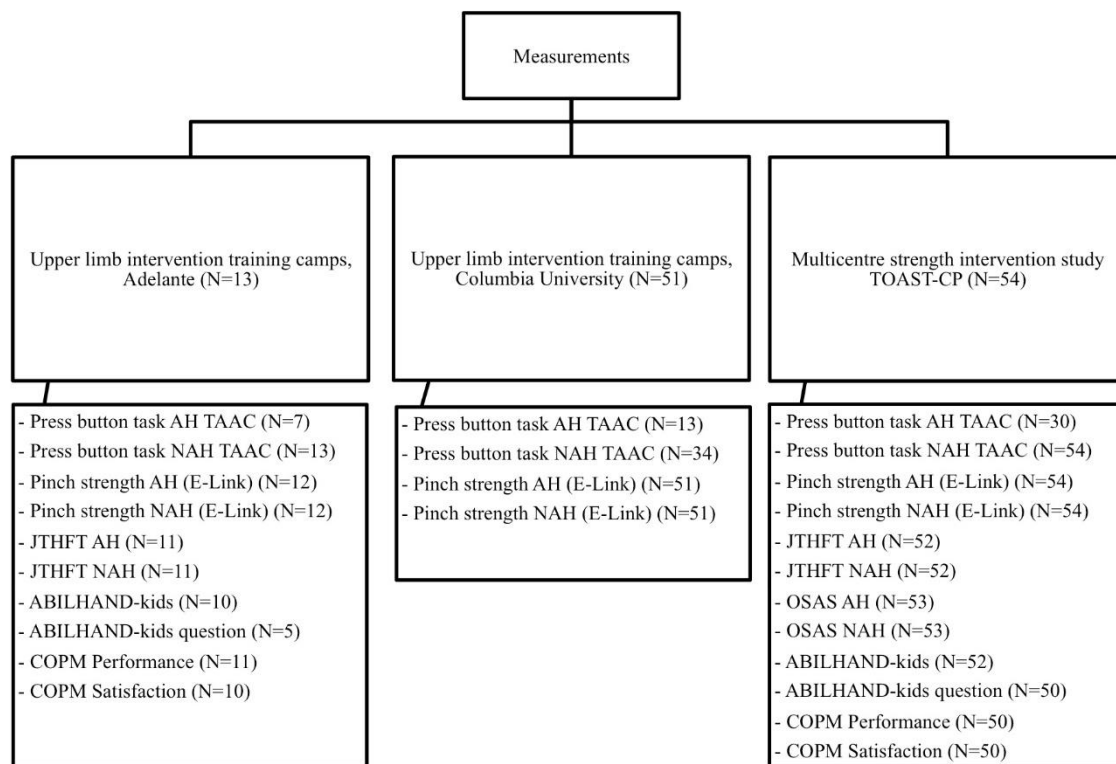 Measurements
Upper limb intervention training camps,
Adelante (N=13)
Upper limb intervention training camps,
Columbia University (N=51)
Multicentre strength intervention study
TOAST-CP (N=54)
- Press button task AH TAAC (N=7)
- Press button task NAH TAAC (N=13)
- Pinch strength AH (E-Link) (N=12)
- Pinch strength NAH (E-Link) (N=12)
- JTHFT AH (N=11)
- JTHFT NAH (N=11)
- ABILHAND-kids (N=10)
- ABILHAND-kids question (N=5)
- COPM Performance (N=11)
- COPM Satisfaction (N=10)
- Press button task AH TAAC (N=13)
- Press button task NAH TAAC (N=34)
- Pinch strength AH (E-Link) (N=51)
- Pinch strength NAH (E-Link) (N=51)
- Press button task AH TAAC (N=30)
- Press button task NAH TAAC (N=54)
- Pinch strength AH (E-Link) (N=54)
- Pinch strength NAH (E-Link) (N=54)
- JTHFT AH (N=52)
- JTHFT NAH (N=52)
- OSAS AH (N=53)
- OSAS NAH (N=53)
- ABILHAND-kids (N=52)
- ABILHAND-kids question (N=50)
- COPM Performance (N=50)
- COPM Satisfaction (N=50)